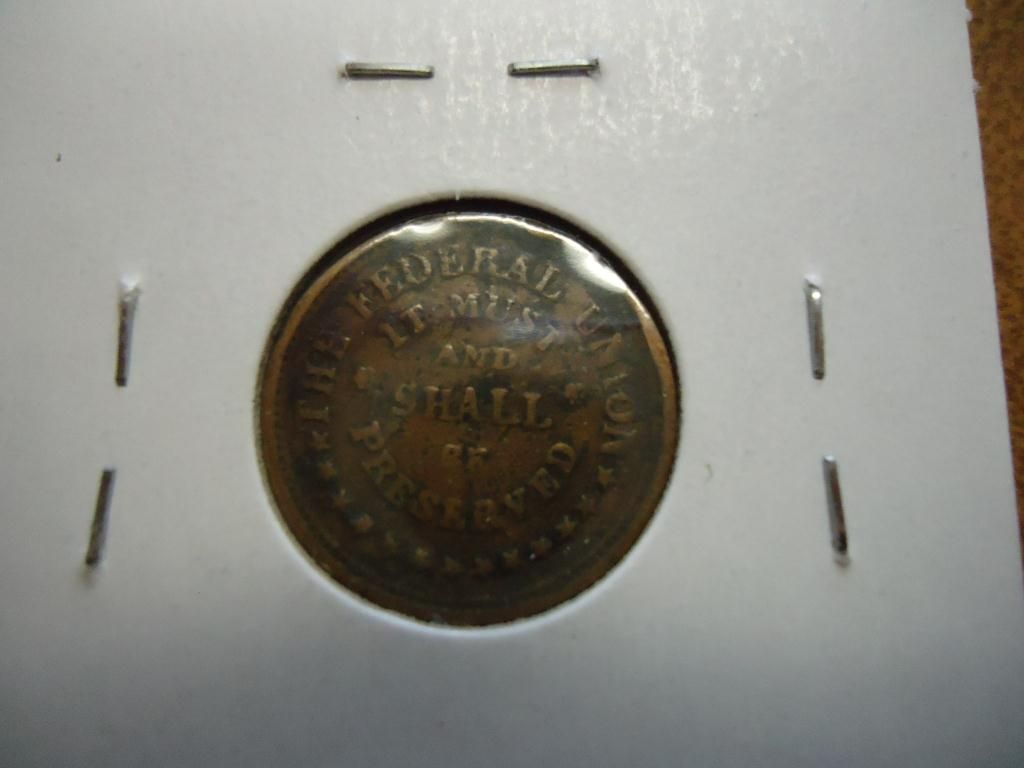 THE FEDERAL UNION
IT MUST
AND
SHALL
BE
PRESERVED